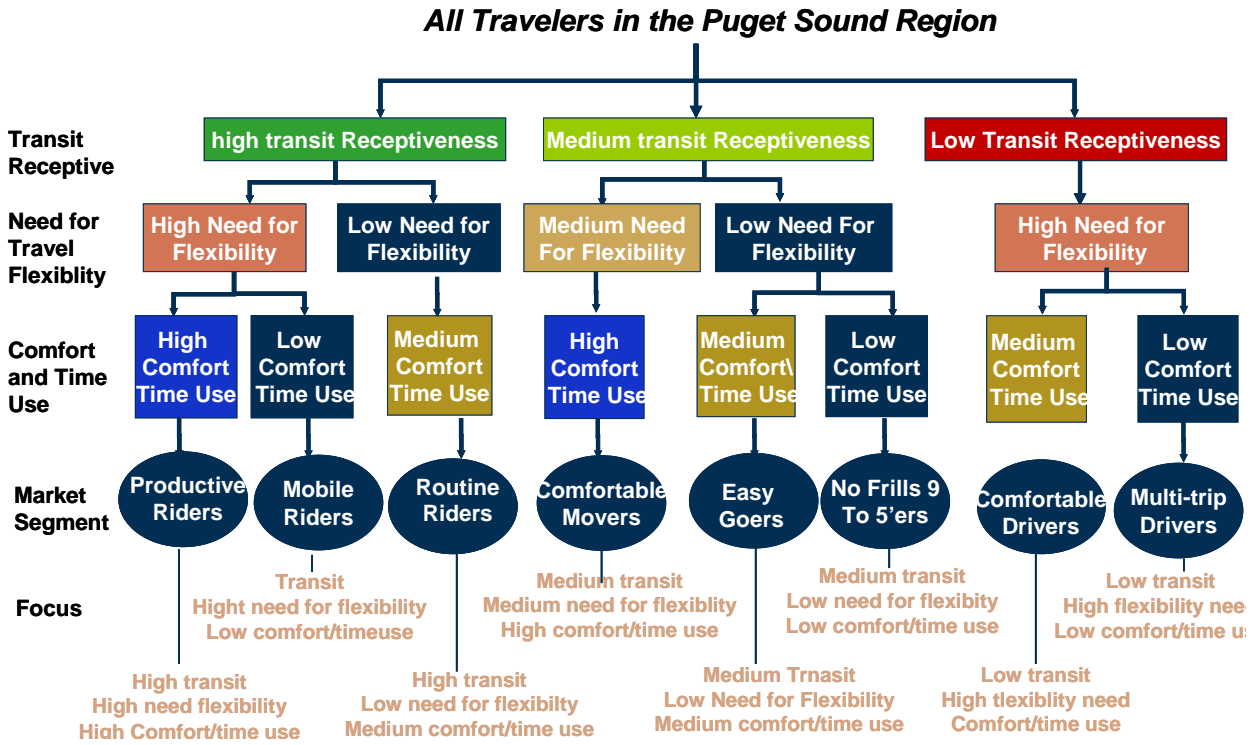 All Travelers in the Puget Sound Region
Transit
Receptive
high transit Receptiveness
Medium transit Receptiveness
Low Transit Receptiveness
Need for
Travel
Flexiblity
High Need for
Flexibility
Low Need for
Flexibility
Medium Need
For Flexibility
Low Need For
Flexibility
High Need for
Flexibility
Comfort
and Time
Use
High
Comfort
Time Use
Low
Comfort
Time Use
Medium
Comfort
Time Use
High
Comfort
Time Use
Medium
Comfort\
Time Use
Low
Comfort
Time Use
Medium
Comfort
Time Use
Low
Comfort
Time Use
Market
Segment
Productive
Riders
Mobile
Riders
Routine
Riders
Comfortable
Movers
Easy
Goers
No Frills 9
To 5’ers
Comfortable
Drivers
Multi-trip
Drivers
Focus
Transit
Hight need for flexibility
Low comfort/timeuse
Medium transit
Medium need for flexiblity
High comfort/time use
Medium transit
Low need for flexibity
Low comfort/time use
Low transit
High flexibility nee
Low comfort/time us
High transit
High need flexibility
High Comfort/time use
High transit
Low need for flexibilty
Medium comfort/time use
Medium Trnasit
Low Need for Flexibility
Medium comfort/time use
Low transit
High tlexiblity need
Comfort/time use